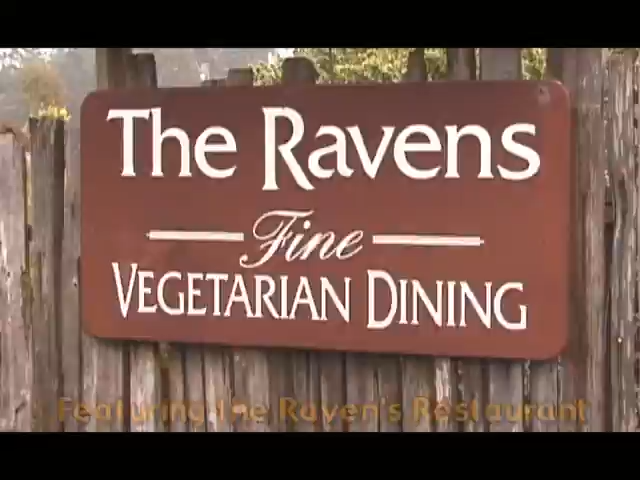 The Ravens
Fine
VEGETARIAN DINING
Featuring the Raven's Restaurant